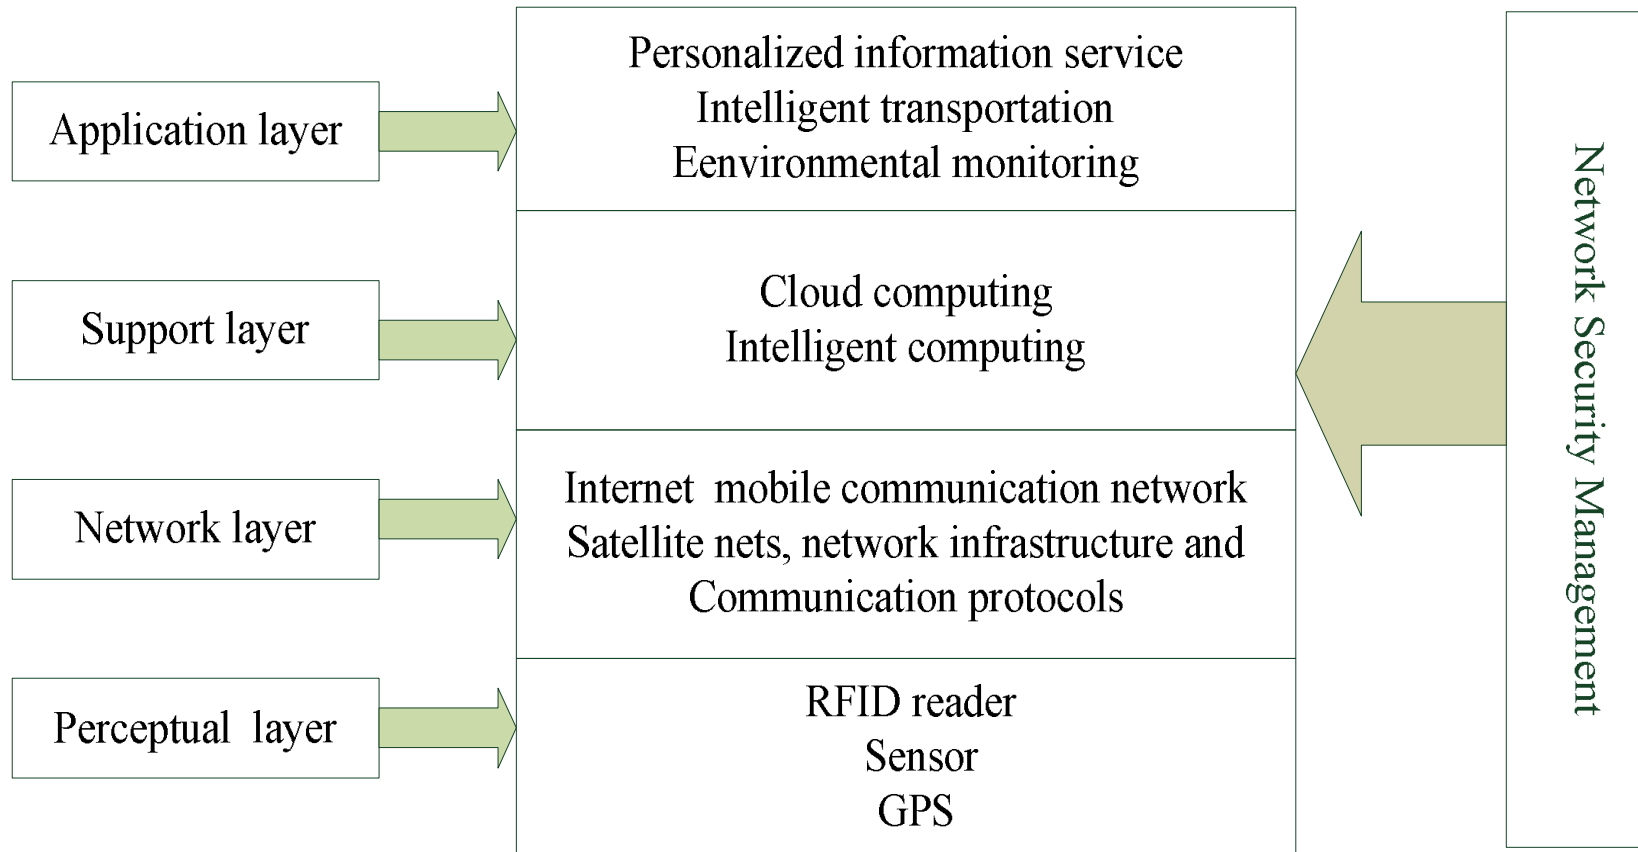 Application layer
Personalized information service
Intelligent transportation
Eenvironmental monitoring
Support layer
Cloud computing
Intelligent computing
Network layer
Internet  mobile communication network
Satellite nets, network infrastructure and
Communication protocols
Perceptual  layer
RFID reader
Sensor
GPS
Network Security Management